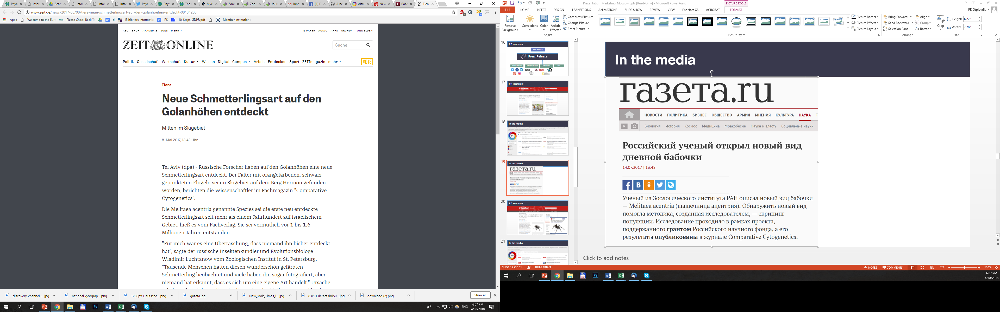 www.zeit.de/news/2017-05/08/tiere-neue-schmetterlingsart-auf-den-golanhoehen-entdeckt-08134203
Apps
Welcome to the Eur
Please Check Back T
d
Exhibitors Informatic
PS
10_Steps_GDPR.pdf
Member Institutions
ABO SHOP AKADEMIE JOBS MEHR
E-PAPER AUDIO APPS ARCHIV ANMELDEN
ZEIT ONLINE
Suche
Politik Gesellschaft Wirtschaft Kultur Wissen Digital Campus Arbeit Entdecken Sport ZEITmagazin mehr
#D18
Tiere
Neue Schmetterlingsart auf den
Golanhöhen entdeckt
Mitten im Skigebiet
8. Mai 2017, 13:42 Uhr
Tel Aviv (dpa) - Russische Forscher haben auf den Golanhöhen eine neue
Schmetterlingsart entdeckt. Der Falter mit orangefarbenen, schwarz
gepunkteten Flügeln sei im Skigebiet auf dem Berg Hermon gefunden
worden, berichten die Wissenschaftler im Fachmagazin "Comparative
Cytogenetics".
Die Melitaea acentria genannte Spezies sei die erste neu entdeckte
Schmetterlingsart seit mehr als einem Jahrhundert auf israelischem
Gebiet, hieß es vom Fachverlag. Sie sei vermutlich vor 1 bis 1,6
Millionen Jahren entstanden.
"Für mich war es eine Überraschung, dass niemand ihn bisher entdeckt
hat", sagte der russische Insektenkundler und Evolutionsbiologe
Wladimir Luchtanow vom Zoologischen Institut in St. Petersburg.
"Tausende Menschen hatten diesen wunderschön gefärbten
Schmetterling beobachtet und viele haben ihn sogar fotografiert, aber
niemand hat erkannt, dass es sich um eine eigene Art handelt." Ursache
discovery-channel-....jpg
national-geograp....png
1200px-Deutsche....png
gazeta.jpg
New_York_Times_l....jpg
83c213b7acf3bd59....jpg
download (2).png
Show all
ENG
6:07 PM
4/18/2018
Presentation_Marketing_Moscow.pptx [Read-Only] - Microsoft PowerPoint
PICTURE TOOLS
FILE HOME INSERT DESIGN TRANSITIONS ANIMATIONS SLIDE SHOW REVIEW VIEW EndNote X8 ACROBAT FORMAT
PR Otplovdiv
Remove
Background
Corrections
Color
Artistic
Effects
Compress Pictures
Change Picture
Reset Picture
Adjust
Picture Styles
Picture Border
Picture Effects
Picture Layout
Bring Forward
Send Backward
Selection Pane
Align
Group
Rotate
Arrange
Crop
Height: 6.22"
Width: 7.78"
Size
16
PR кампания
New research
Press Release
Blog
17
PR кампания
18
In the media
19
In the media
газета.ru
20
PR кампания
21
In the media
In the media
газета.ru
НОВОСТИ ПОЛИТИКА БИЗНЕС ОБЩЕСТВО АРМИЯ МНЕНИЯ КУЛЬТУРА НАУКА Т
Биология История Космос Медицина Мракобесие Наука и власть Социальные науки
Российский ученый открыл новый вид
дневной бабочки
14.07.2017 | 13:48
Ученый из Зоологического института РАН описал новый вид бабочки
— Melitaea acentria (шашечница ацентрия). Обнаружить новый вид
помогла методика, созданная исследователем, — скрининг
популяции. Исследование проходило в рамках проекта,
поддержанного грантом Российского научного фонда, а его
результаты опубликованы в журнале Comparative Cytogenetics.
Click to add notes
SLIDE 19 OF 31
BULGARIAN
NOTES
COMMENTS
110%
6:07 PM
4/18/2018